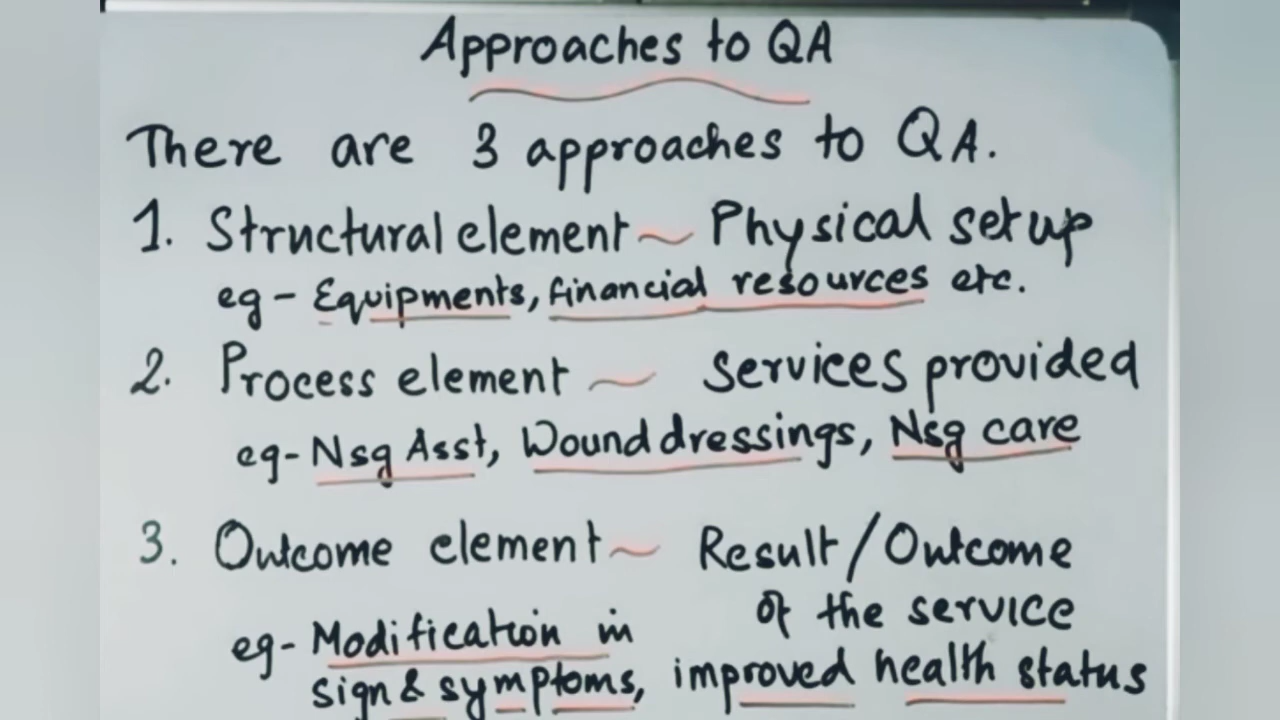 Approaches to QA
There are 3 approaches to QA.
1. Structural element ~ Physical set up
eg - Equipments, financial resources etc.
2. Process element ~ Services provided
eg- Nsg Asst, Wound dressings, Nsg care
3. Outcome element ~ Result/Outcome
of the service
eg- Modification in
sign & symptoms, improved health status